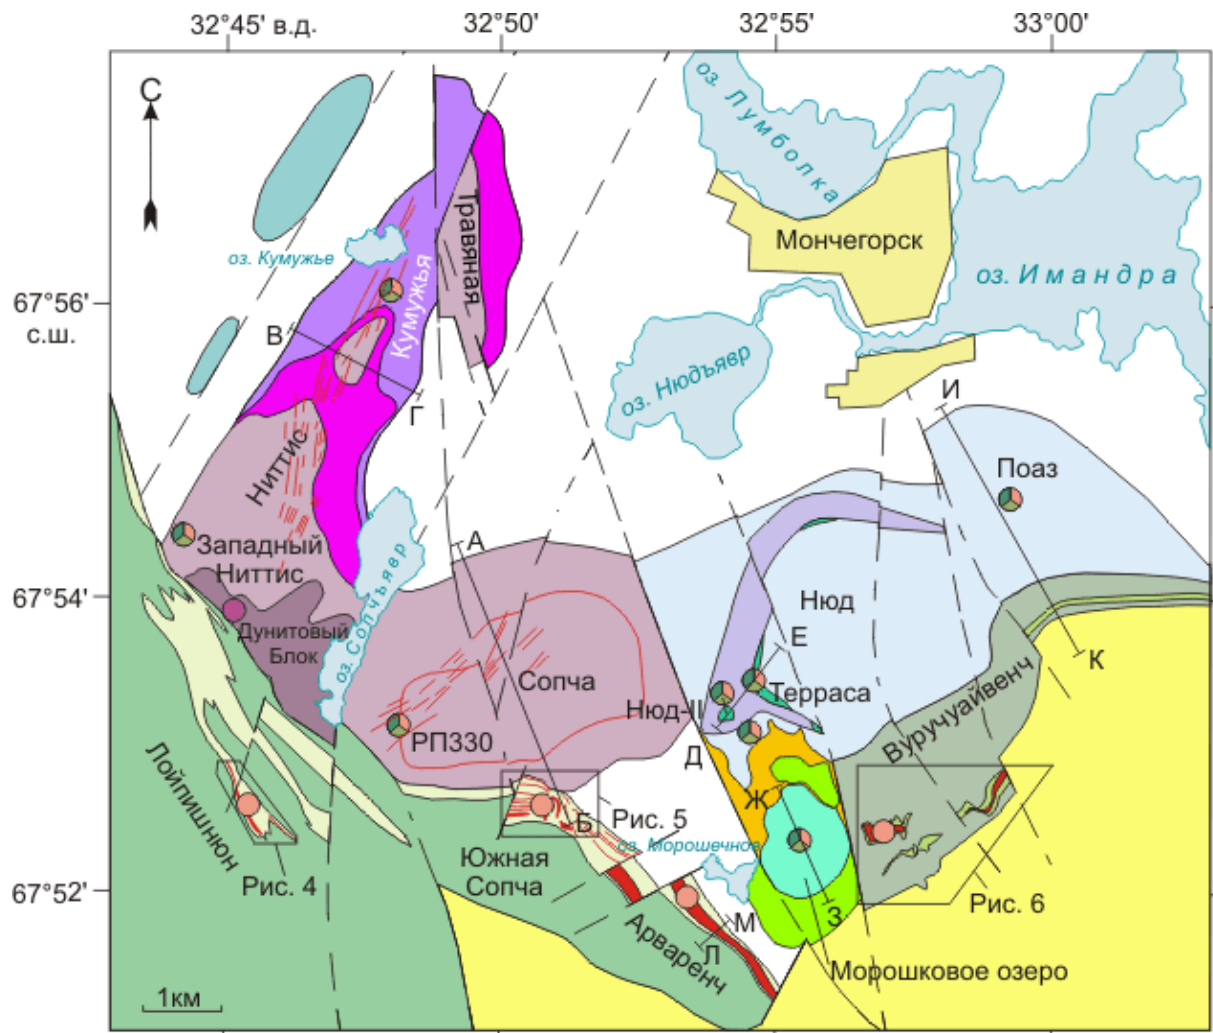 32°45' в.д.
32°50'
32°55'
33°00'
С
оз. Лумболка
Травяная
Мончегорск
оз. Кумужье
оз. Имандра
67°56'
с.ш.
Кумужья
В
оз. Нюдъявр
Г
И
Ниттис
Поаз
А
Западный
Ниттис
67°54'
Нюд
Дунитовый
Блок
оз. Сопчъявр
Е
К
Сопча
Терраса
Нюд-II
Вуручуайвенч
РП330
Д
Лойпишнюн
Ж
Б
Рис. 5
оз. Морошечное
Южная
Сопча
Рис. 4
67°52'
Рис. 6
М
З
Арваренч
Л
Морошковое озеро
1км